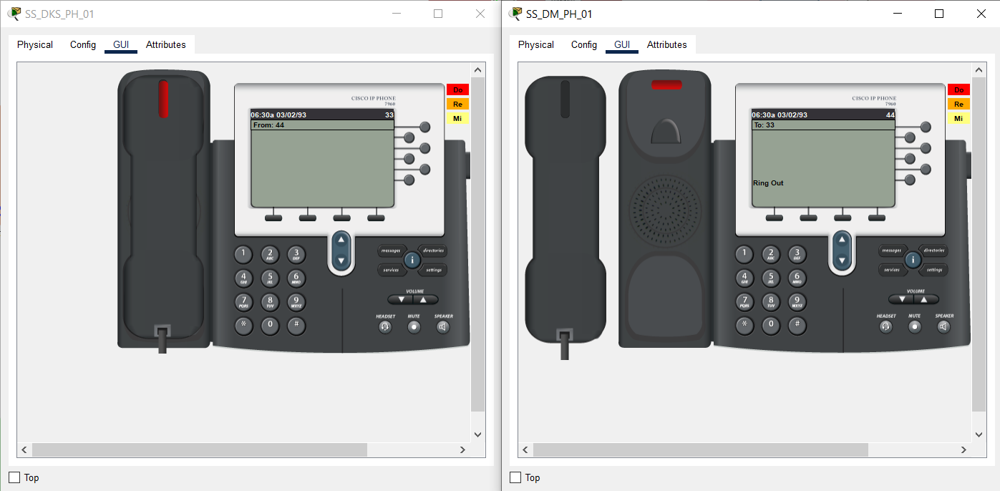 SS_DKS_PH_01
Physical Config GUI Attributes
CISCO IP PHONE
7960
06:30a 03/02/93 33
From: 44
Do
Re
Mi
1 2 ABC 3 DEF
4 GHI 5 JKL 6 MNO
7 PQRS 8 TUV 9 WXYZ
* 0 #
messages directories
i
services settings
VOLUME
HEADSET MUTE SPEAKER
Top
SS_DM_PH_01
Physical Config GUI Attributes
CISCO IP PHONE
7960
06:30a 03/02/93 44
To: 33
Ring Out
Do
Re
Mi
1 2 ABC 3 DEF
4 GHI 5 JKL 6 MNO
7 PQRS 8 TUV 9 WXYZ
* 0 #
messages directories
i
services settings
VOLUME
HEADSET MUTE SPEAKER
Top